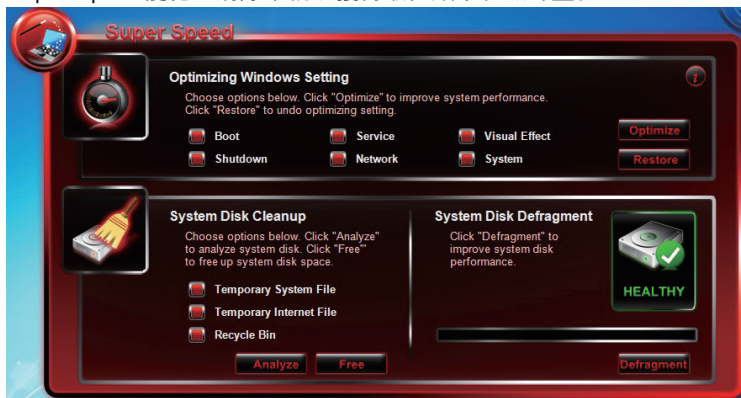 Super Speed
Optimizing Windows Setting
Choose options below. Click "Optimize" to improve system performance.
Click "Restore" to undo optimizing setting.
Boot
Service
Visual Effect
Optimize
Shutdown
Network
System
Restore
System Disk Cleanup
Choose options below. Click "Analyze"
to analyze system disk. Click "Free"
to free up system disk space.
Temporary System File
Temporary Internet File
Recycle Bin
Analyze
Free
System Disk Defragment
Click "Defragment" to
improve system disk
performance.
HEALTHY
Defragment